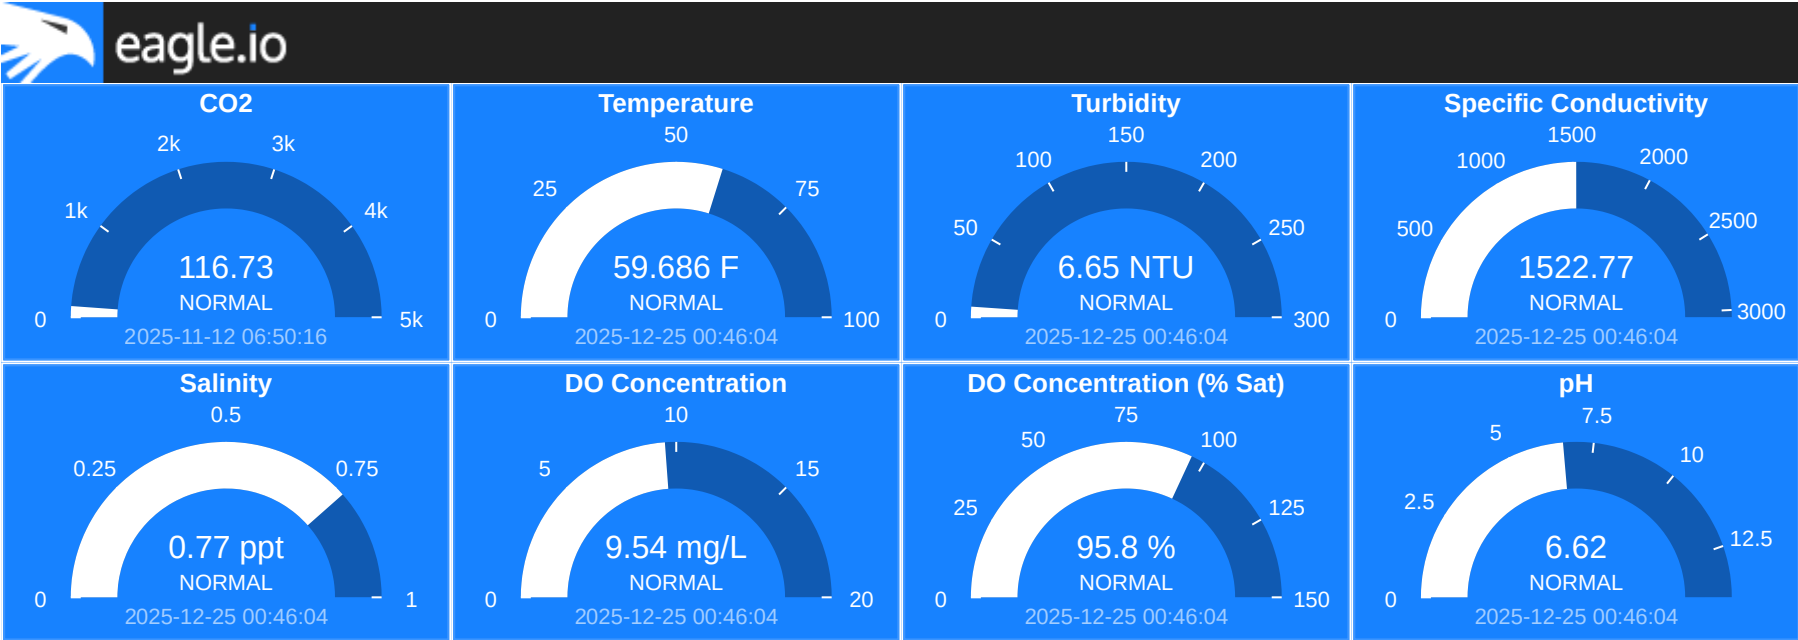 eagle.io
CO2
0
1k
2k
3k
4k
5k
116.73
NORMAL
2025-11-12 06:50:16
Temperature
0
25
50
75
100
59.686 F
NORMAL
2025-12-25 00:46:04
Turbidity
0
50
100
150
200
250
300
6.65 NTU
NORMAL
2025-12-25 00:46:04
Specific Conductivity
0
500
1000
1500
2000
2500
3000
1522.77
NORMAL
2025-12-25 00:46:04
Salinity
0
0.25
0.5
0.75
1
0.77 ppt
NORMAL
2025-12-25 00:46:04
DO Concentration
0
5
10
15
20
9.54 mg/L
NORMAL
2025-12-25 00:46:04
DO Concentration (% Sat)
0
25
50
75
100
125
150
95.8 %
NORMAL
2025-12-25 00:46:04
pH
0
2.5
5
7.5
10
12.5
6.62
NORMAL
2025-12-25 00:46:04